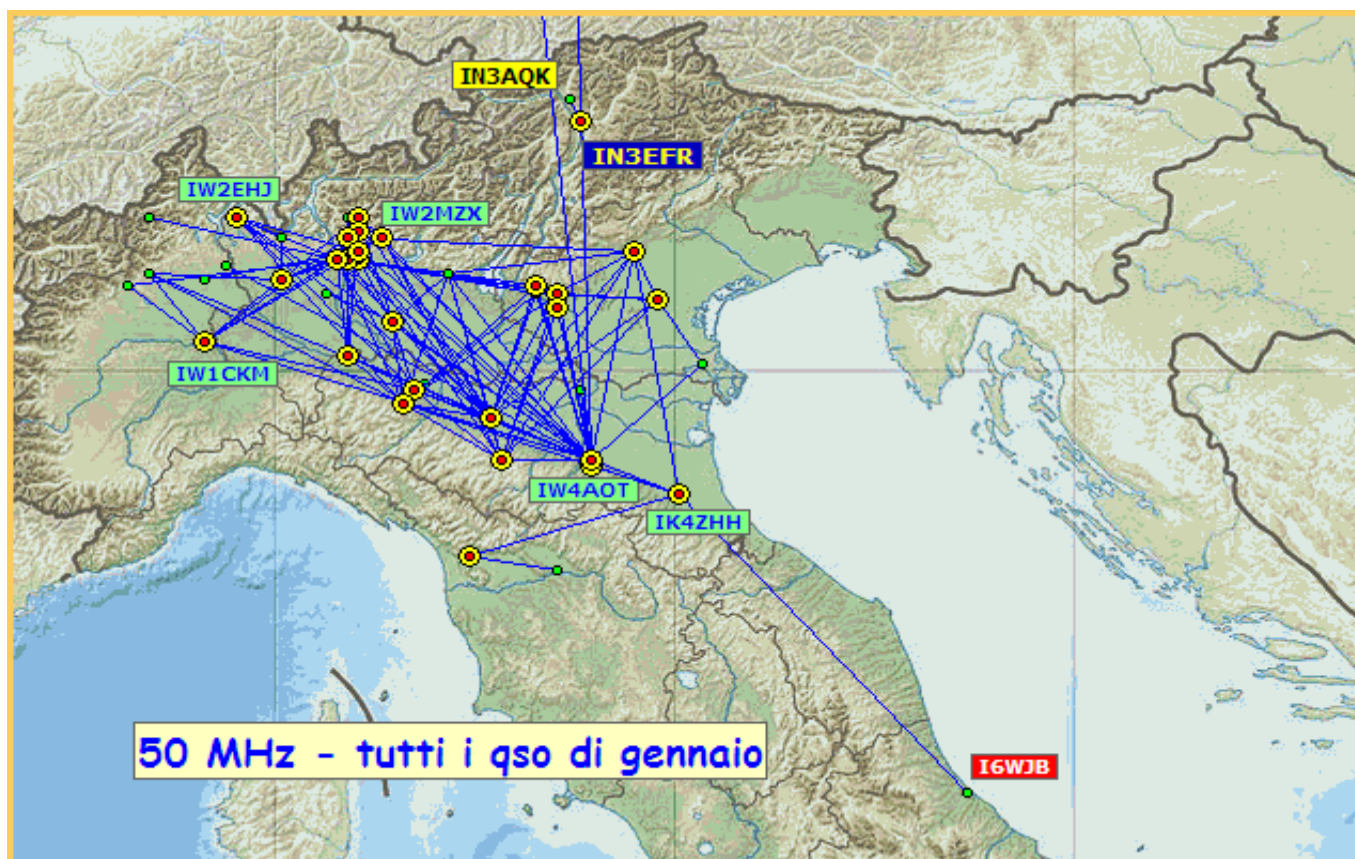 IN3AQK
IN3EFR
IW2EHJ
IW2MZX
IW1CKM
IW4AOT
IK4ZHH
50 MHz - tutti i qso di gennaio
I6WJB